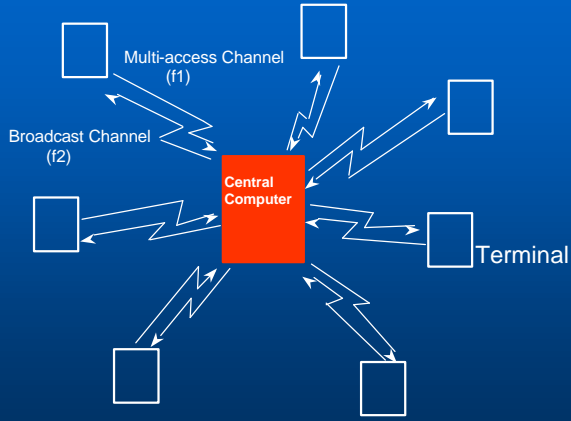 Multi-access Channel
(f1)
Broadcast Channel
(f2)
Central
Computer
Terminal